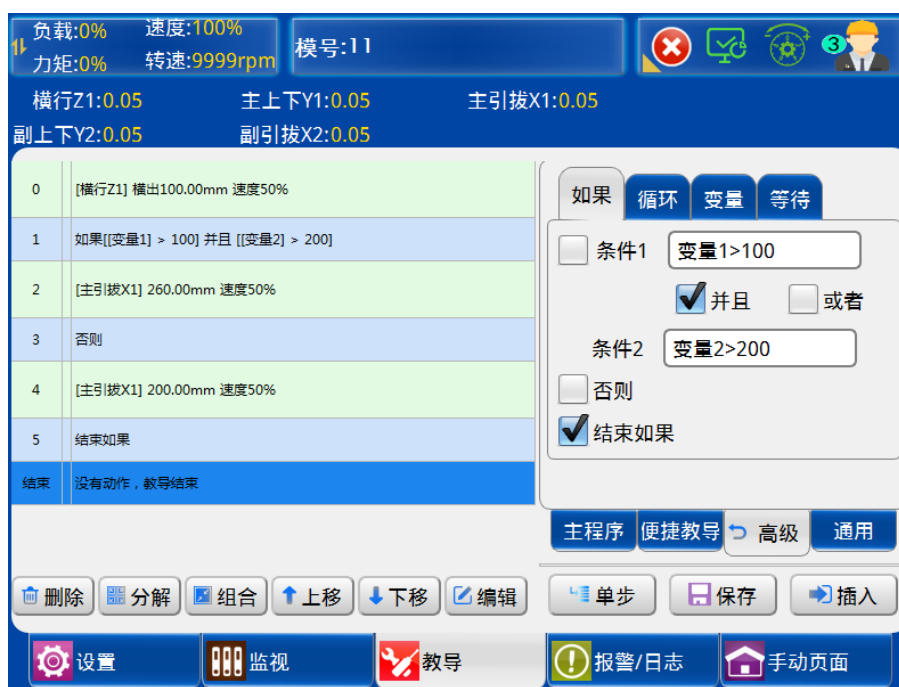 负载:0% 速度:100%
力矩:0% 转速:9999rpm
模号:11
3
横行Z1:0.05 主上下Y1:0.05 主引拔X1:0.05
副上下Y2:0.05 副引拔X2:0.05
0 [横行Z1] 横出100.00mm 速度50%
1 如果[[变量1] > 100] 并且 [[变量2] > 200]
2 [主引拔X1] 260.00mm 速度50%
3 否则
4 [主引拔X1] 200.00mm 速度50%
5 结束如果
结束 没有动作，教导结束
如果 循环 变量 等待
条件1 变量1>100
并且 或者
条件2 变量2>200
否则
结束如果
主程序 便捷教导 高级 通用
删除 分解 组合 上移 下移 编辑 单步 保存 插入
设置 监视 教导 报警/日志 手动页面